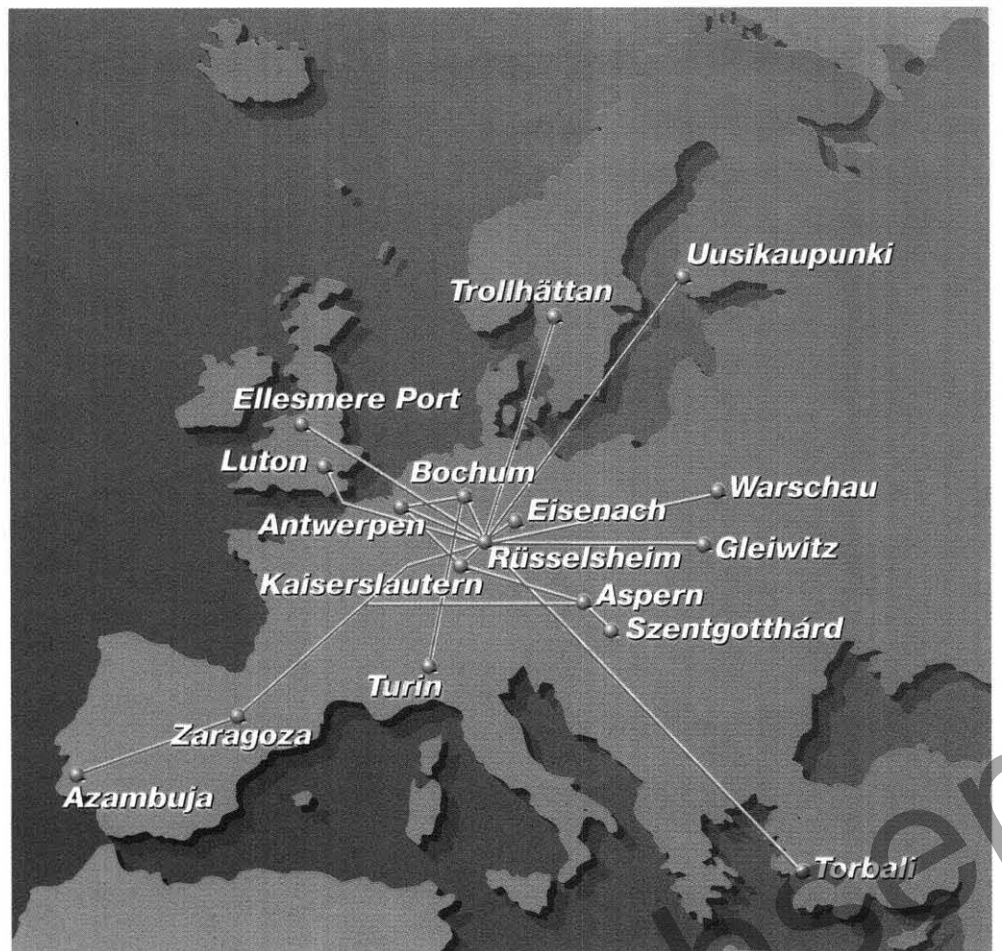 Uusikaupunki
Trollhättan
Ellesmere Port
Luton
Bochum
Warschau
Antwerpen
Eisenach
Rüsselsheim
Gleiwitz
Kaiserslautern
Aspern
Szentgotthárd
Turin
Zaragoza
Azambuja
Torbali